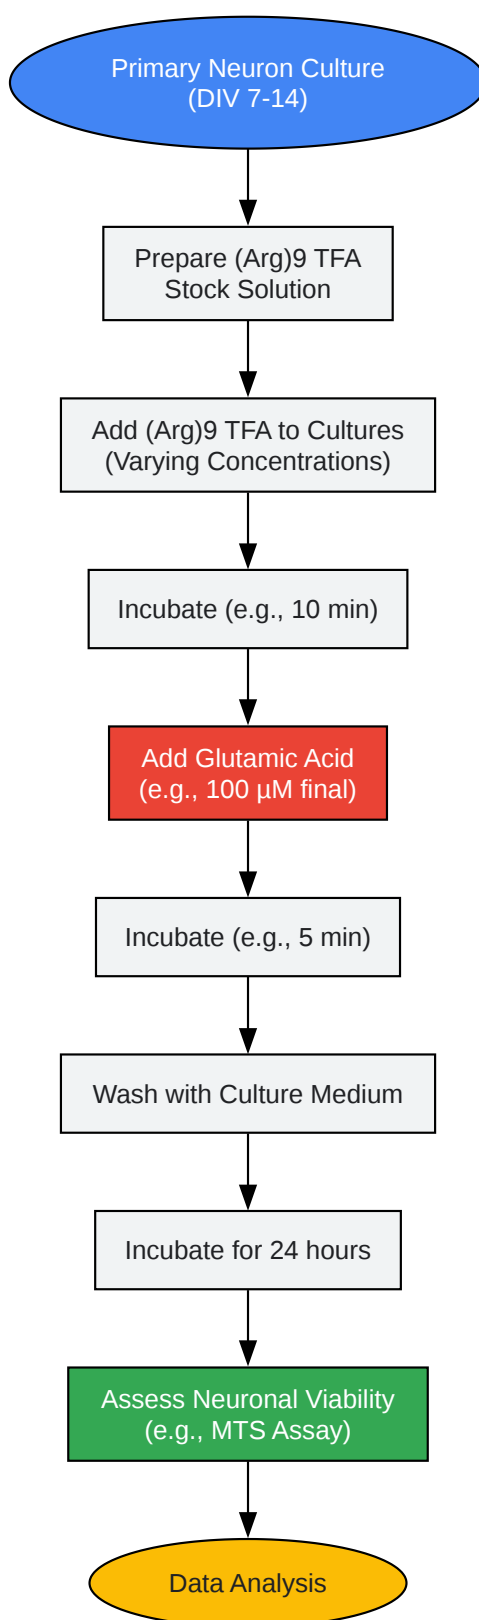 Primary Neuron Culture
(DIV 7-14)
Prepare (Arg)9 TFA
Stock Solution
Add (Arg)9 TFA to Cultures
(Varying Concentrations)
Incubate (e.g., 10 min)
Add Glutamic Acid
(e.g., 100 µM final)
Incubate (e.g., 5 min)
Wash with Culture Medium
Incubate for 24 hours
Assess Neuronal Viability
(e.g., MTS Assay)
Data Analysis